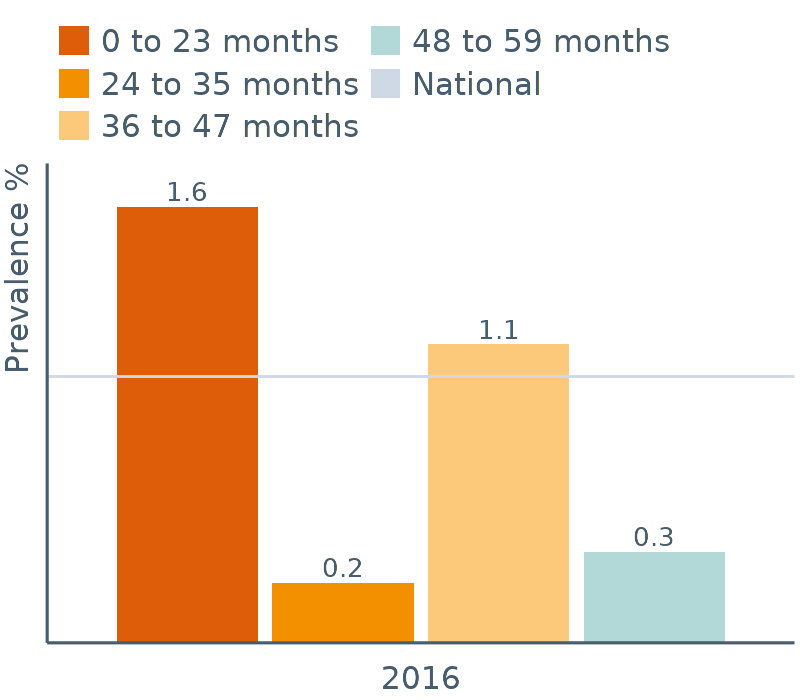 0 to 23 months
24 to 35 months
36 to 47 months
48 to 59 months
National
Prevalence %
1.6
0.2
1.1
0.3
2016